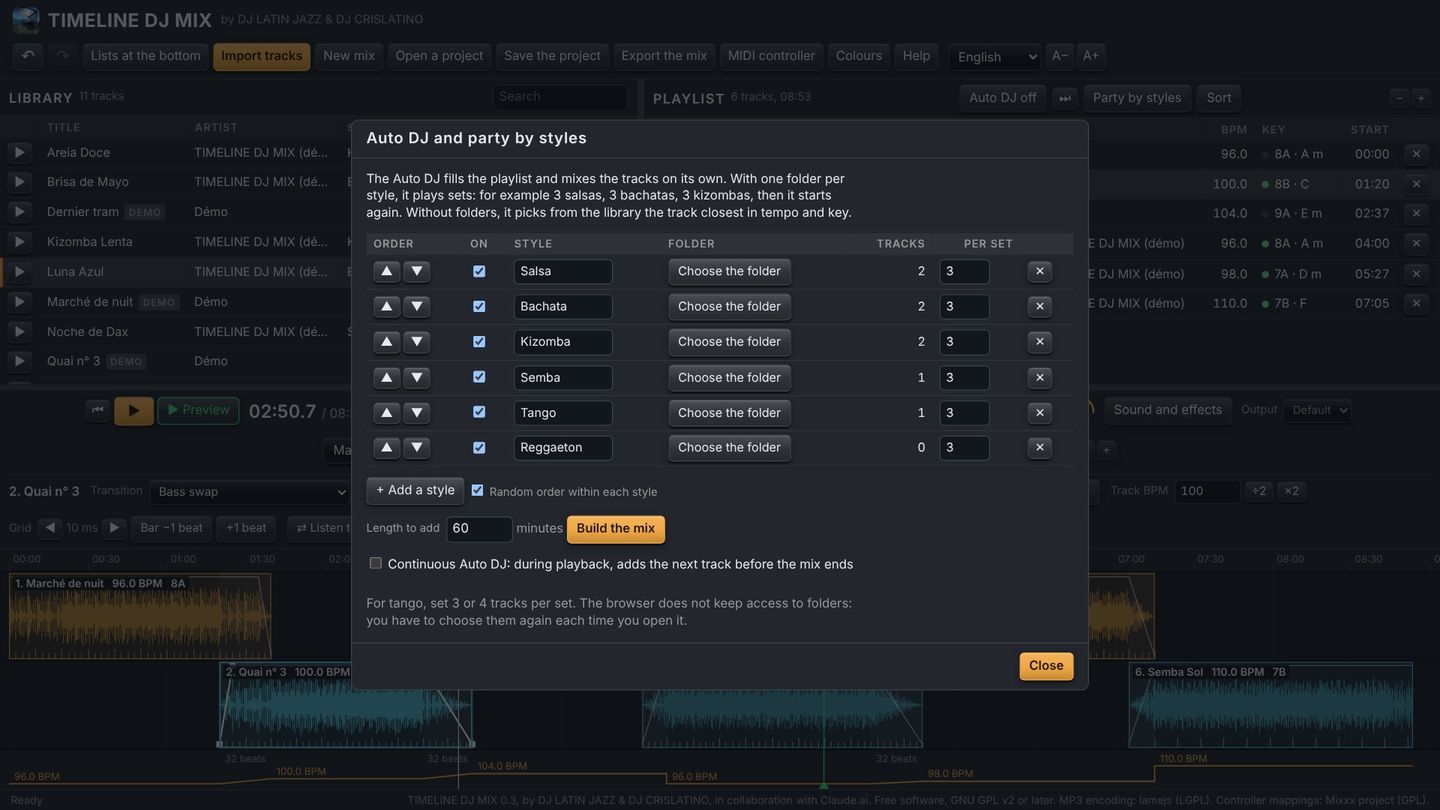 TIMELINE DJ MIX by DJ LATIN JAZZ & DJ CRISLATINO
Lists at the bottom Import tracks New mix Open a project Save the project Export the mix MIDI controller Colours Help English A− A+
LIBRARY 11 tracks Search
PLAYLIST 6 tracks, 08:53 Auto DJ off Party by styles Sort − +
TITLE ARTIST
BPM KEY START
Areia Doce TIMELINE DJ MIX (dé...
96.0 8A · A m 00:00 ✕
Brisa de Mayo TIMELINE DJ MIX (dé...
100.0 8B · C 01:20 ✕
Dernier tram DEMO Démo
104.0 9A · E m 02:37 ✕
Kizomba Lenta TIMELINE DJ MIX (dé...
E DJ MIX (démo) 96.0 8A · A m 04:00 ✕
Luna Azul TIMELINE DJ MIX (dé...
E DJ MIX (démo) 98.0 7A · D m 05:27 ✕
Marché de nuit DEMO Démo
E DJ MIX (démo) 110.0 7B · F 07:05 ✕
Noche de Dax TIMELINE DJ MIX (dé...
Quai n° 3 DEMO Démo
Auto DJ and party by styles
The Auto DJ fills the playlist and mixes the tracks on its own. With one folder per
style, it plays sets: for example 3 salsas, 3 bachatas, 3 kizombas, then it starts
again. Without folders, it picks from the library the track closest in tempo and key.
ORDER ON STYLE FOLDER TRACKS PER SET
▲ ▼ Salsa Choose the folder 2 3 ✕
▲ ▼ Bachata Choose the folder 2 3 ✕
▲ ▼ Kizomba Choose the folder 2 3 ✕
▲ ▼ Semba Choose the folder 1 3 ✕
▲ ▼ Tango Choose the folder 1 3 ✕
▲ ▼ Reggaeton Choose the folder 0 3 ✕
+ Add a style Random order within each style
Length to add 60 minutes Build the mix
Continuous Auto DJ: during playback, adds the next track before the mix ends
For tango, set 3 or 4 tracks per set. The browser does not keep access to folders:
you have to choose them again each time you open it.
Close
Preview 02:50.7 / 08:
Sound and effects Output Default
Ma
+
2. Quai n° 3 Transition Bass swap
Track BPM 100 ÷2 ×2
Grid ◀ 10 ms ▶ Bar −1 beat +1 beat ⇄ Listen t
00:00 00:30 01:00 01:30 02:0 07:00 07:30 08:00 08:30
1. Marché de nuit 96.0 BPM 8A
2. Quai n° 3 100.0 BPM
6. Semba Sol 110.0 BPM 7B
32 beats 32 beats
96.0 BPM 100.0 BPM 104.0 BPM 96.0 BPM 98.0 BPM 110.0 BPM
Ready
TIMELINE DJ MIX 0.3, by DJ LATIN JAZZ & DJ CRISLATINO, in collaboration with Claude.ai. Free software, GNU GPL v2 or later. MP3 encoding: lamejs (LGPL). Controller mappings: Mixxx project (GPL).